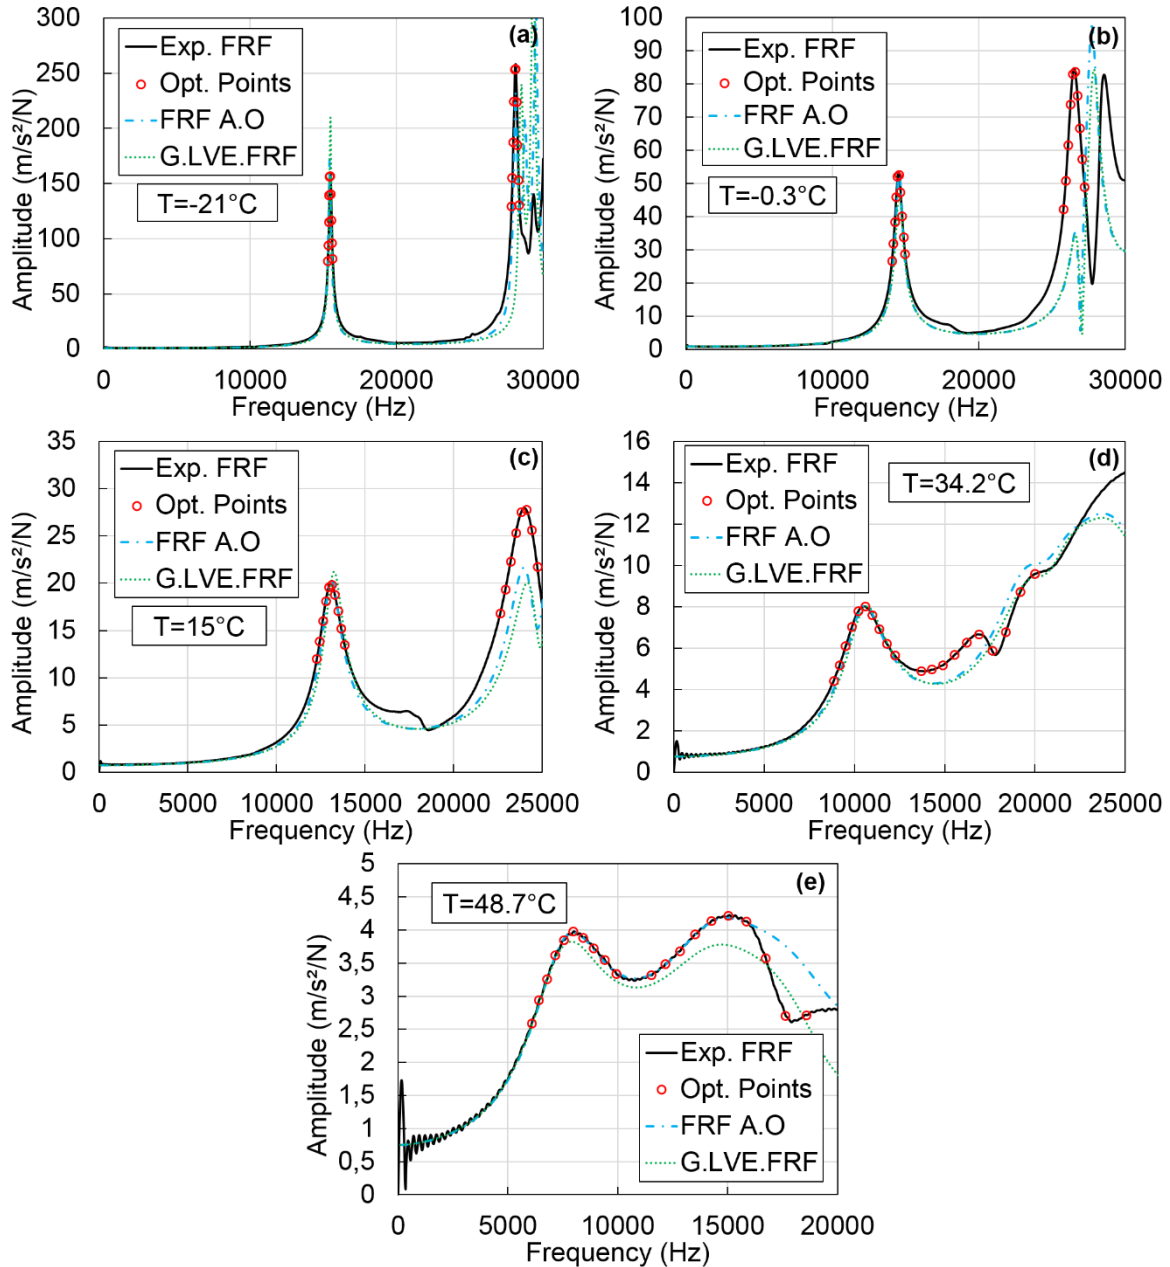 (a)
Exp. FRF
Opt. Points
FRF A.O
G.LVE.FRF
T=-21°C
Amplitude (m/s²/N)
300
250
200
150
100
50
0
0 10000 20000 30000
Frequency (Hz)
(b)
Exp. FRF
Opt. Points
FRF A.O
G.LVE.FRF
T=-0.3°C
Amplitude (m/s²/N)
100
90
80
70
60
50
40
30
20
10
0
0 10000 20000 30000
Frequency (Hz)
(c)
Exp. FRF
Opt. Points
FRF A.O
G.LVE.FRF
T=15°C
Amplitude (m/s²/N)
35
30
25
20
15
10
5
0
0 5000 10000 15000 20000 25000
Frequency (Hz)
(d)
Exp. FRF
Opt. Points
FRF A.O
G.LVE.FRF
T=34.2°C
Amplitude (m/s²/N)
16
14
12
10
8
6
4
2
0
0 5000 10000 15000 20000 25000
Frequency (Hz)
(e)
T=48.7°C
Exp. FRF
Opt. Points
FRF A.O
G.LVE.FRF
Amplitude (m/s²/N)
5
4,5
4
3,5
3
2,5
2
1,5
1
0,5
0
0 5000 10000 15000 20000
Frequency (Hz)